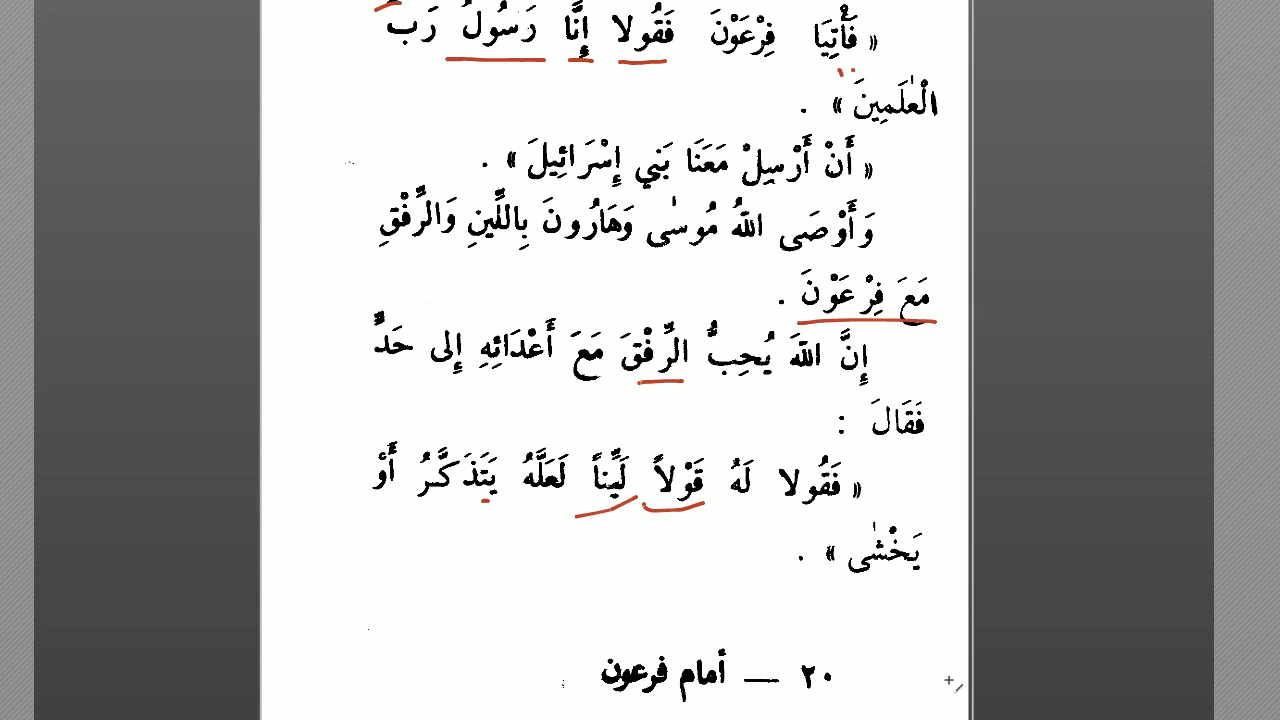 « فَأْتِيَا فِرْعَوْنَ فَقُولا إِنَّا رَسُولُ رَبِّ
الْعٰلَمِينَ » .
« أَنْ أَرْسِلْ مَعَنَا بَنِي إِسْرَائِيلَ » .
وَأَوْصَى اللهُ مُوسٰى وَهَارُونَ بِاللِّينِ وَالرِّفْقِ
مَعَ فِرْعَوْنَ .
إِنَّ اللهَ يُحِبُّ الرِّفْقَ مَعَ أَعْدَائِهِ إِلى حَدٍّ
فَقَالَ :
« فَقُولا لَهُ قَوْلاً لَيِّناً لَعَلَّهُ يَتَذَكَّرُ أَوْ
يَخْشٰى » .
٢٠ — أمام فرعون